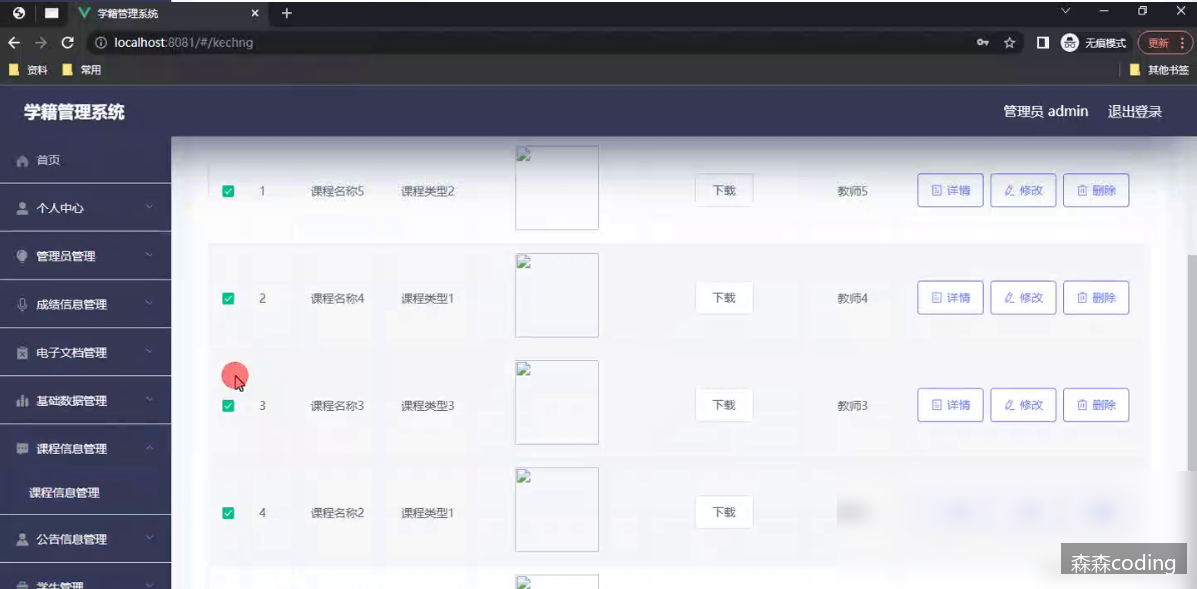 学籍管理系统
localhost:8081/#/kechng
无痕模式
更新
资料
常用
其他书签
学籍管理系统
管理员 admin
退出登录
首页
个人中心
管理员管理
成绩信息管理
电子文档管理
基础数据管理
课程信息管理
课程信息管理
公告信息管理
学生管理
1 课程名称5 课程类型2 下载 教师5 详情 修改 删除
2 课程名称4 课程类型1 下载 教师4 详情 修改 删除
3 课程名称3 课程类型3 下载 教师3 详情 修改 删除
4 课程名称2 课程类型1 下载
森森coding